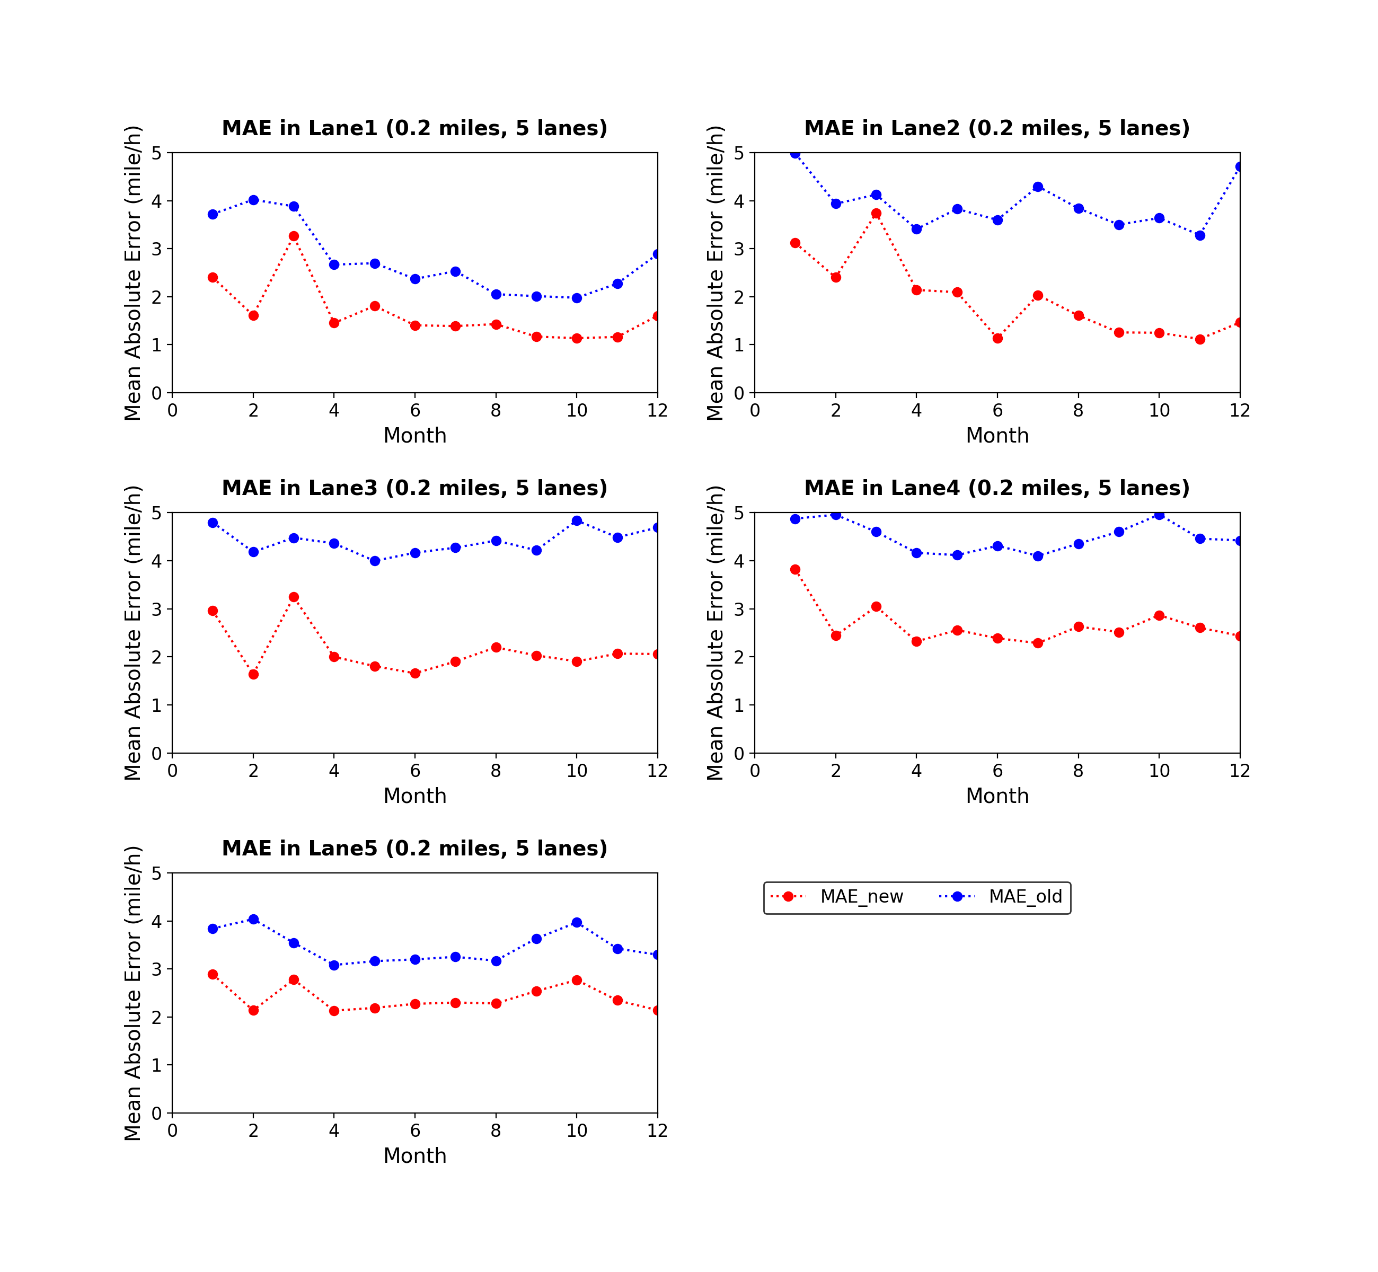 MAE in Lane1 (0.2 miles, 5 lanes)
Mean Absolute Error (mile/h)
5
4
3
2
1
0
0 2 4 6 8 10 12
Month
MAE in Lane2 (0.2 miles, 5 lanes)
Mean Absolute Error (mile/h)
5
4
3
2
1
0
0 2 4 6 8 10 12
Month
MAE in Lane3 (0.2 miles, 5 lanes)
Mean Absolute Error (mile/h)
5
4
3
2
1
0
0 2 4 6 8 10 12
Month
MAE in Lane4 (0.2 miles, 5 lanes)
Mean Absolute Error (mile/h)
5
4
3
2
1
0
0 2 4 6 8 10 12
Month
MAE in Lane5 (0.2 miles, 5 lanes)
Mean Absolute Error (mile/h)
5
4
3
2
1
0
0 2 4 6 8 10 12
Month
MAE_new MAE_old